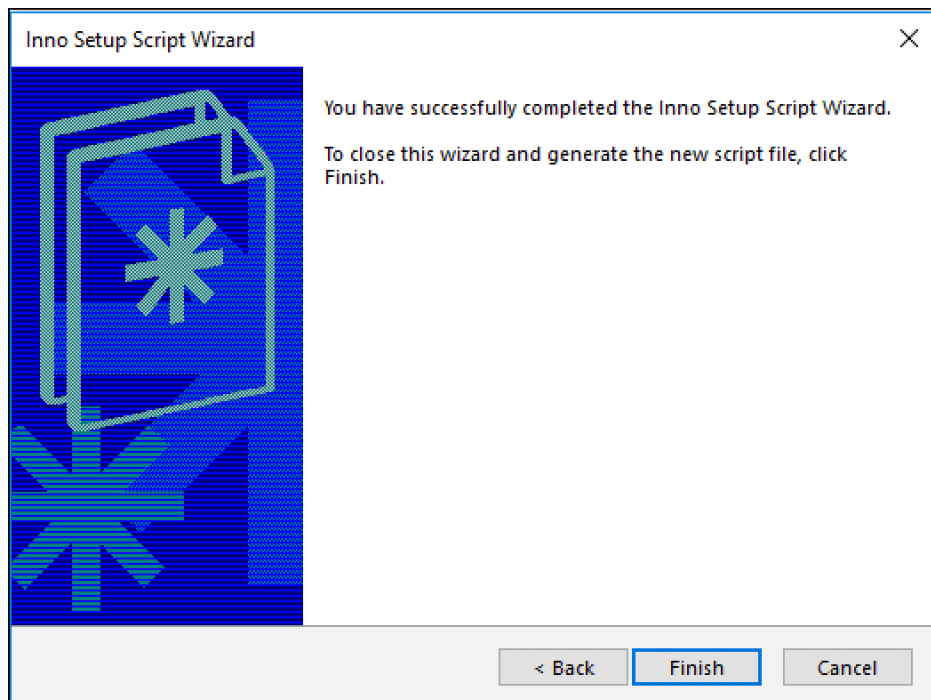 Inno Setup Script Wizard
You have successfully completed the Inno Setup Script Wizard.
To close this wizard and generate the new script file, click
Finish.
< Back
Finish
Cancel